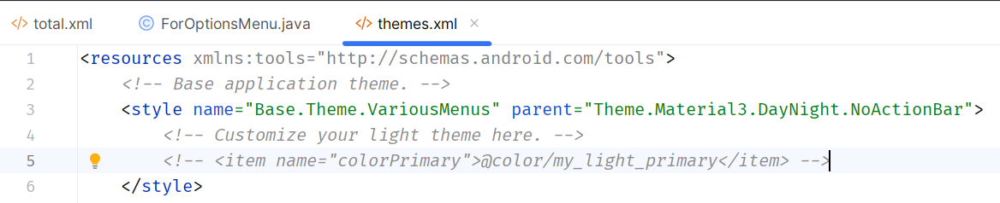 total.xml ForOptionsMenu.java themes.xml
1 <resources xmlns:tools="http://schemas.android.com/tools">
2 <!-- Base application theme. -->
3 <style name="Base.Theme.VariousMenus" parent="Theme.Material3.DayNight.NoActionBar">
4 <!-- Customize your light theme here. -->
5 <!-- <item name="colorPrimary">@color/my_light_primary</item> -->
6 </style>